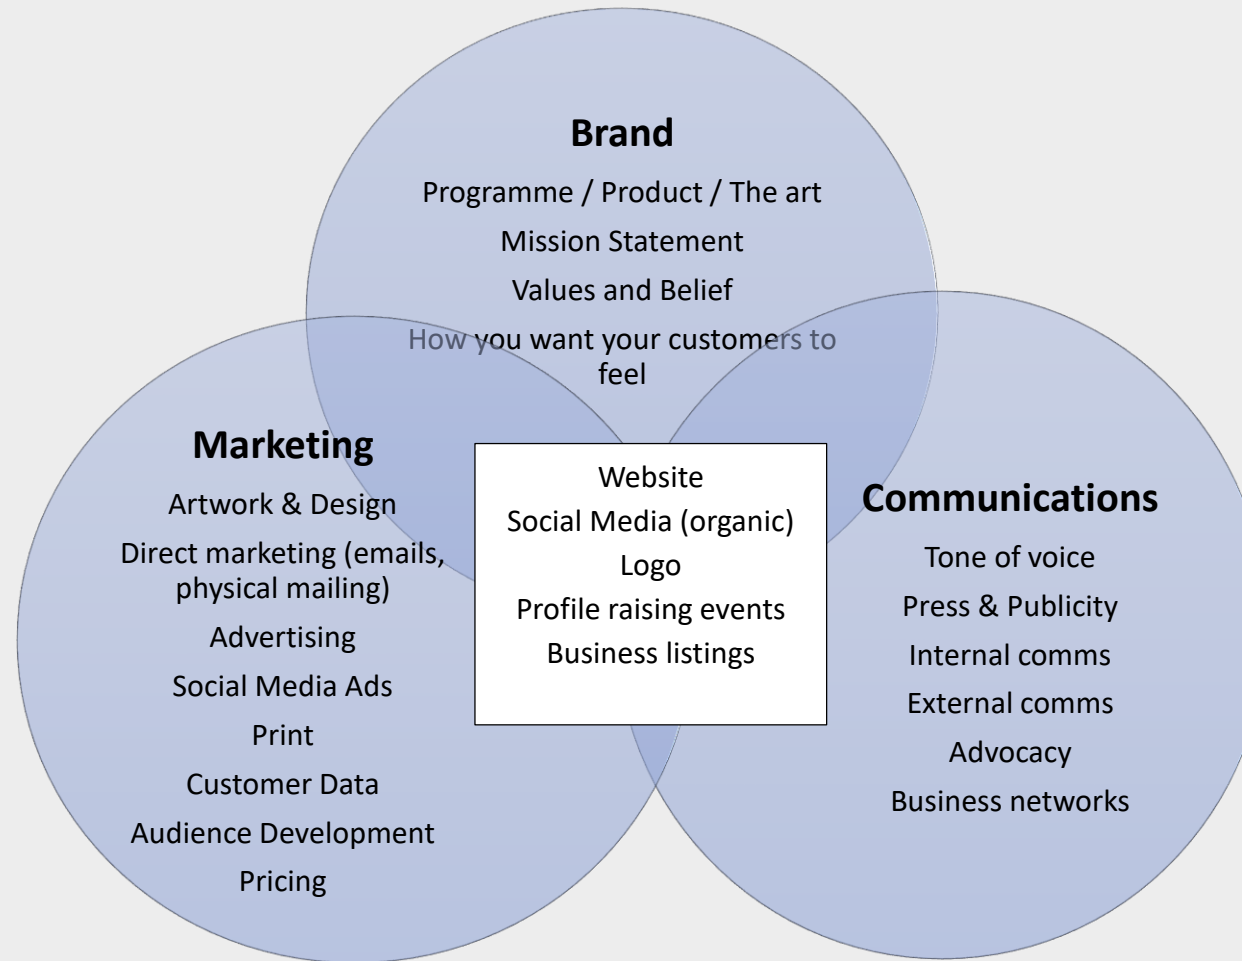 Brand
Programme / Product / The art
Mission Statement
Values and Belief
How you want your customers to
feel
Marketing
Artwork & Design
Direct marketing (emails,
physical mailing)
Advertising
Social Media Ads
Print
Customer Data
Audience Development
Pricing
Website
Social Media (organic)
Logo
Profile raising events
Business listings
Communications
Tone of voice
Press & Publicity
Internal comms
External comms
Advocacy
Business networks